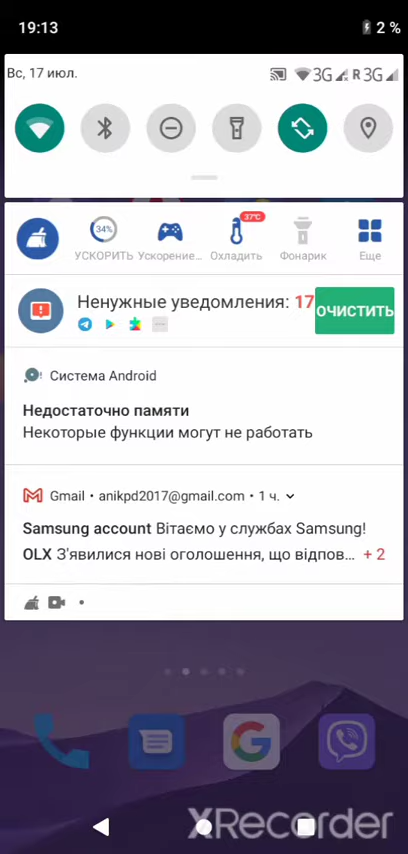 19:13
2 %
Вс, 17 июл.
3G R 3G
34%
37°C
УСКОРИТЬ Ускорение... Охладить Фонарик Еще
Ненужные уведомления: 17
ОЧИСТИТЬ
Система Android
Недостаточно памяти
Некоторые функции могут не работать
Gmail • anikpd2017@gmail.com • 1 ч.
Samsung account Вітаємо у службах Samsung!
OLX З'явилися нові оголошення, що відпов... + 2
XRecorder